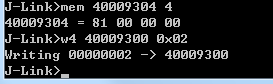 J-Link>mem 40009304 4
40009304 = 81 00 00 00
J-Link>w4 40009300 0x02
Writing 00000002 -> 40009300
J-Link>